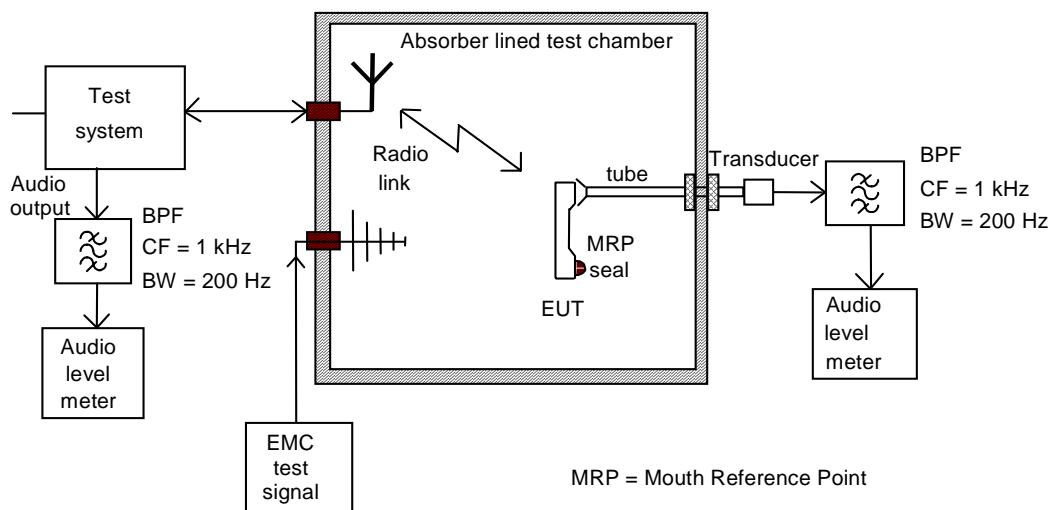 Absorber lined test chamber
Test
system
Audio
output
BPF
CF = 1 kHz
BW = 200 Hz
Audio
level
meter
Radio
link
EMC
test
signal
tube
MRP
seal
EUT
Transducer
BPF
CF = 1 kHz
BW = 200 Hz
Audio
level
meter
MRP = Mouth Reference Point